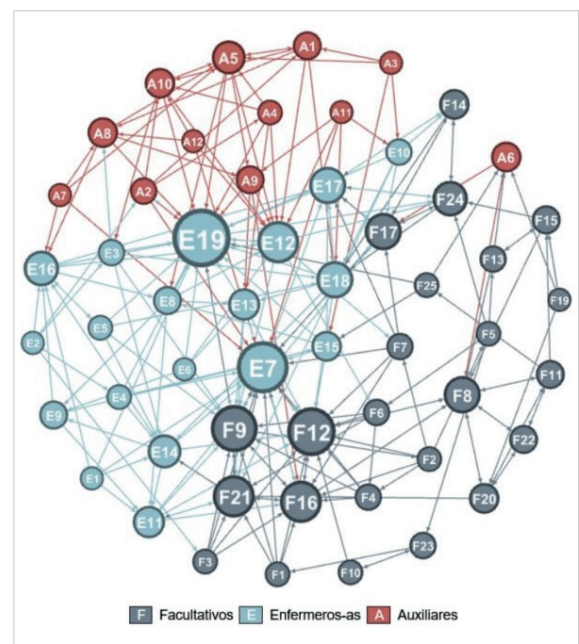 A1
A5
A3
A10
F14
A4
A11
A8
A12
E10
A6
A9
E17
A7
A2
F24
F15
F17
E19
E12
E3
F13
E16
E18
F25
F19
E8
E13
E5
F5
E2
E15
F7
E6
E7
F11
E4
F8
E9
F6
F9
F12
F22
E14
F2
E1
F21
F16
F4
F20
E11
F23
F3
F1
F10
F Facultativos E Enfermeros-as A Auxiliares